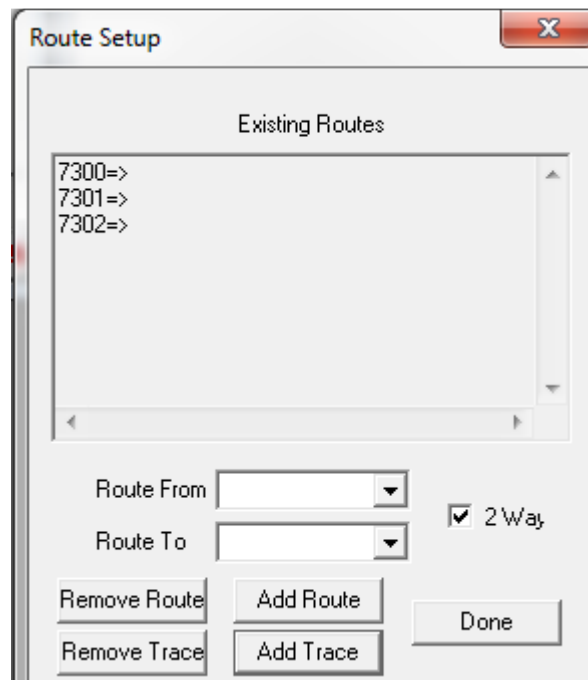 Route Setup
Existing Routes
7300=>
7301=>
7302=>
Route From
2 Way
Route To
Remove Route
Add Route
Done
Remove Trace
Add Trace